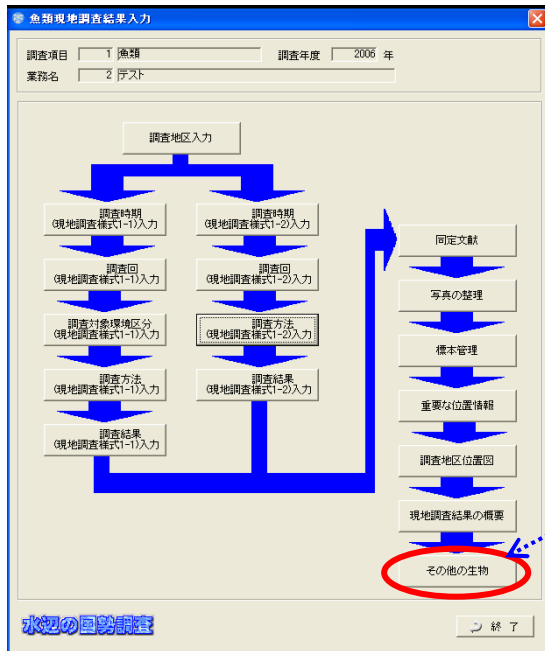 魚類現地調査結果入力
調査項目 1 魚類 調査年度 2006 年
業務名 2 テスト
調査地区入力
調査時期
(現地調査様式1-1)入力
調査回
(現地調査様式1-1)入力
調査対象環境区分
(現地調査様式1-1)入力
調査方法
(現地調査様式1-1)入力
調査結果
(現地調査様式1-1)入力
調査時期
(現地調査様式1-2)入力
調査回
(現地調査様式1-2)入力
調査方法
(現地調査様式1-2)入力
調査結果
(現地調査様式1-2)入力
同定文献
写真の整理
標本管理
重要な位置情報
調査地区位置図
現地調査結果の概要
その他の生物
水辺の国勢調査
終 了